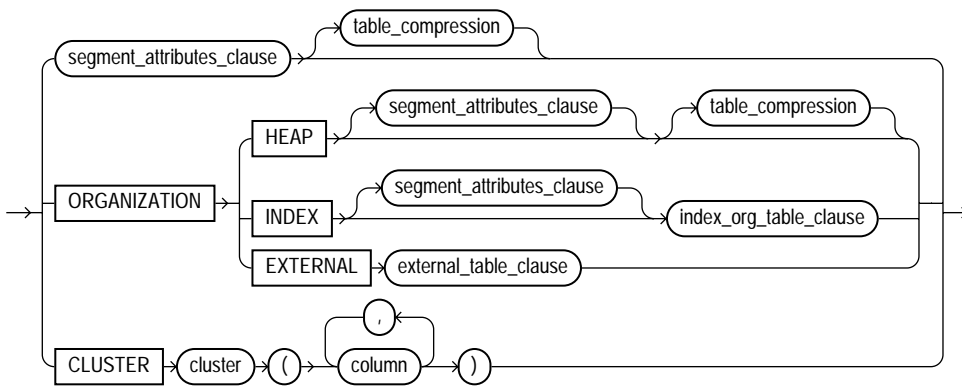 table_compression
segment_attributes_clause
segment_attributes_clause table_compression
HEAP
segment_attributes_clause
ORGANIZATION
INDEX index_org_table_clause
EXTERNAL external_table_clause
,
CLUSTER cluster ( column )